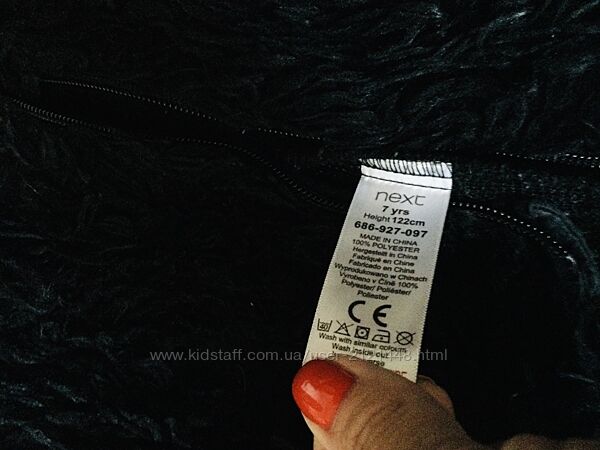 next
7 yrs
Height 122cm
686-927-097
MADE IN CHINA
100% POLYESTER
Hergestellt in China
Fabriqué en Chine
Fabricado en China
Wyprodukowano w Chinach
Vyrobeno v Číně 100%
Polyester/ Poliéster/
Poliester
CE
Wash with similar colours
Wash inside out
www.kidstaff.com.ua/user